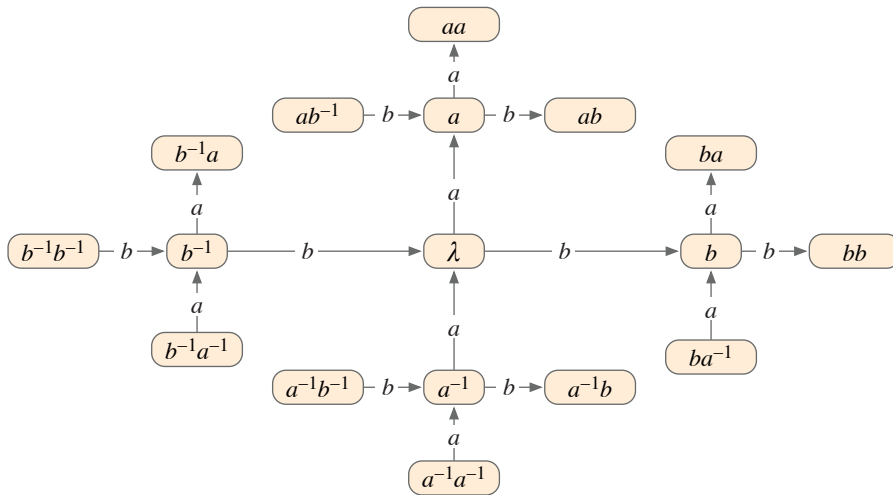 aa
a
ab⁻¹ b a b ab
b⁻¹a ba
a a a
b⁻¹b⁻¹ b b⁻¹ b λ b b b bb
a a a
b⁻¹a⁻¹ ba⁻¹
a⁻¹b⁻¹ b a⁻¹ b a⁻¹b
a
a⁻¹a⁻¹